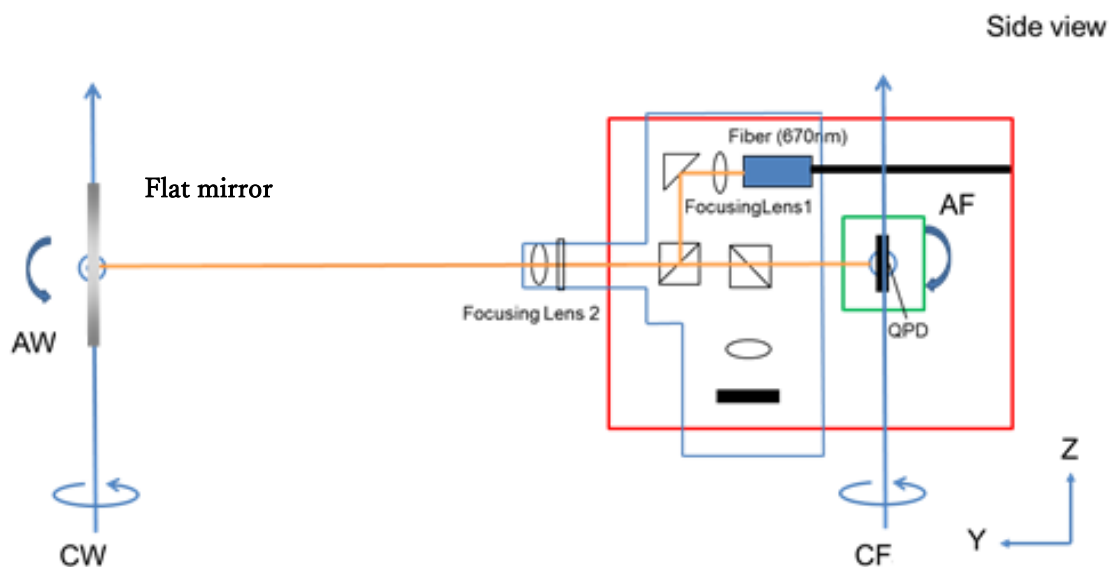 Side view
Fiber (670nm)
Flat mirror
FocusingLens1
AF
Focusing Lens 2
QPD
AW
Z
Y
CW
CF